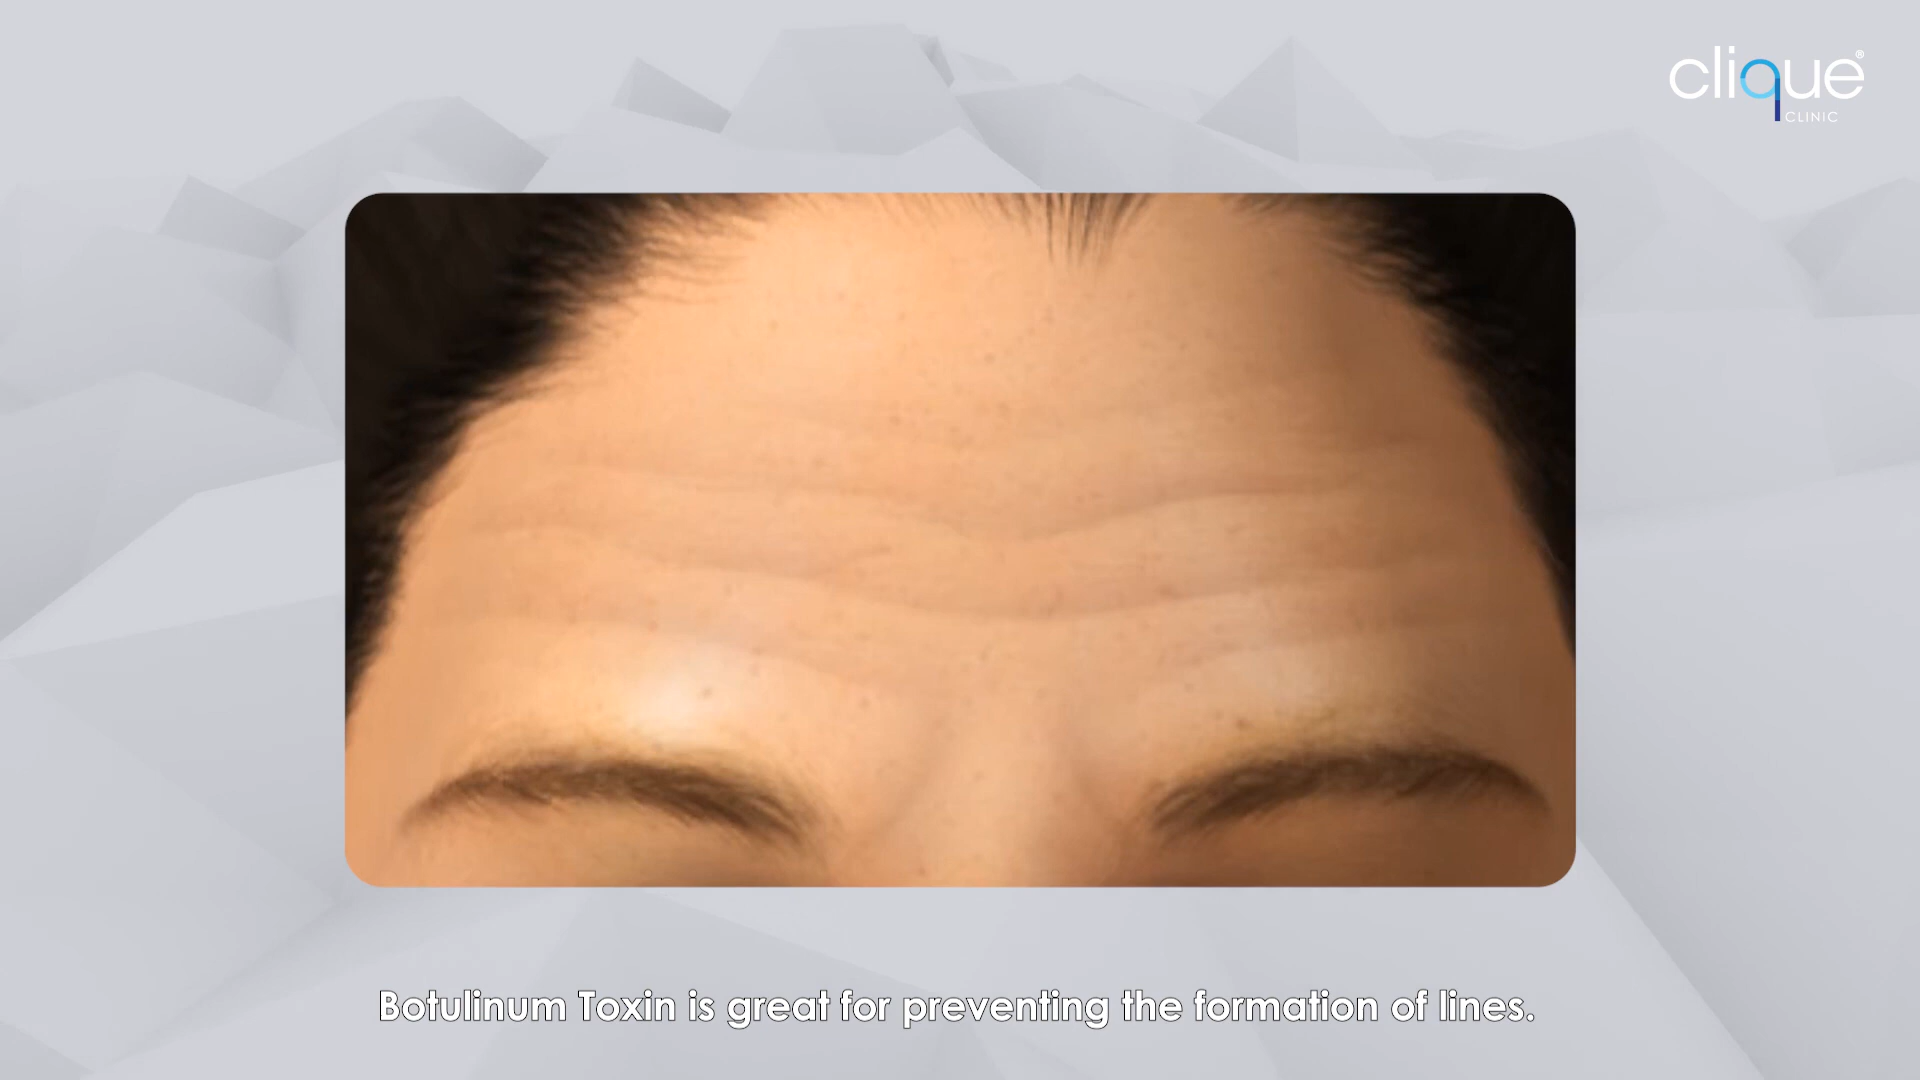 clique®
CLINIC
Botulinum Toxin is great for preventing the formation of lines.